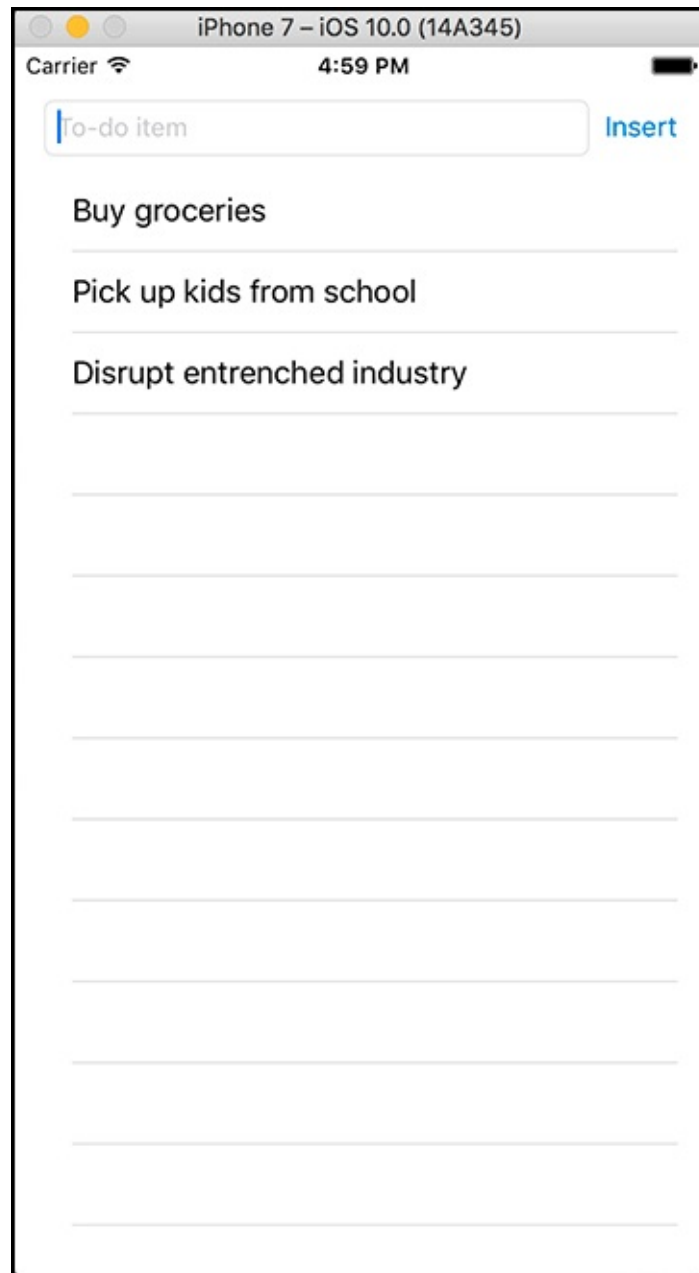 iPhone 7 – iOS 10.0 (14A345)
Carrier 4:59 PM
To-do item Insert
Buy groceries
Pick up kids from school
Disrupt entrenched industry